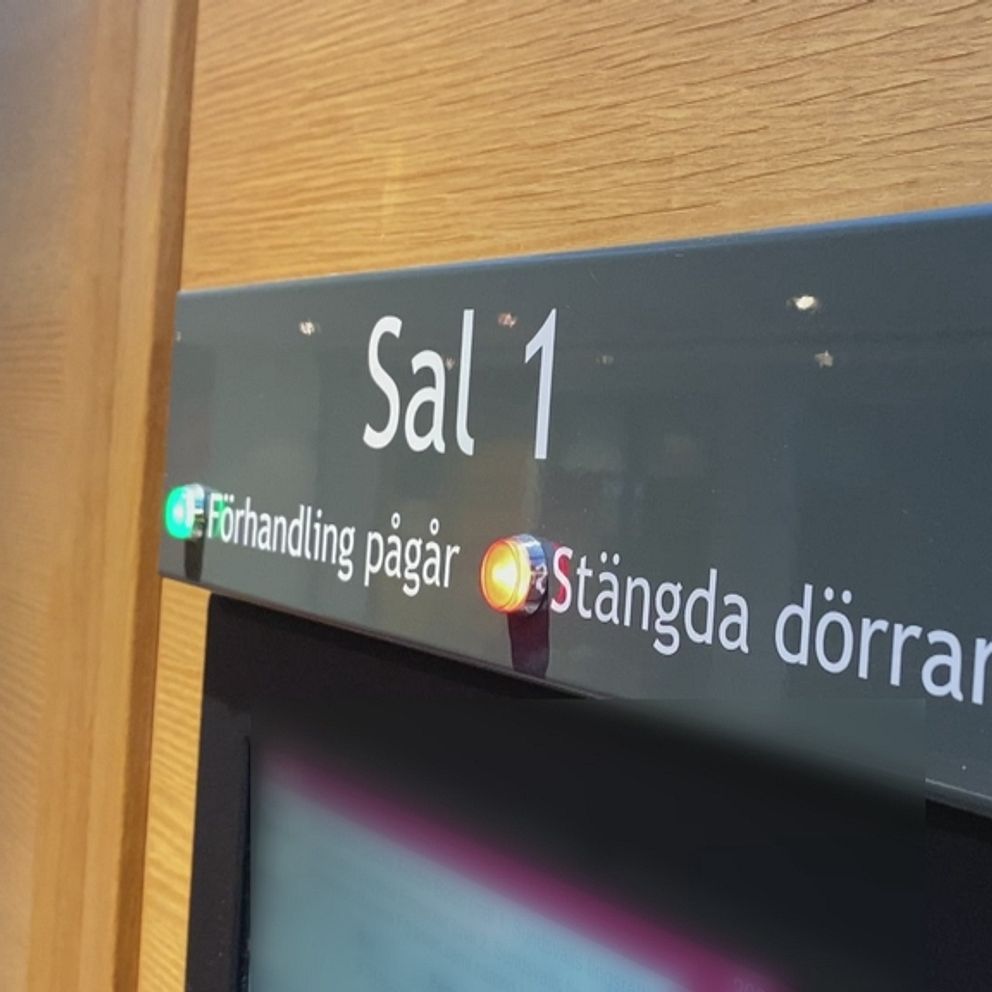 Sal 1
Förhandling pågår
Stängda dörrar